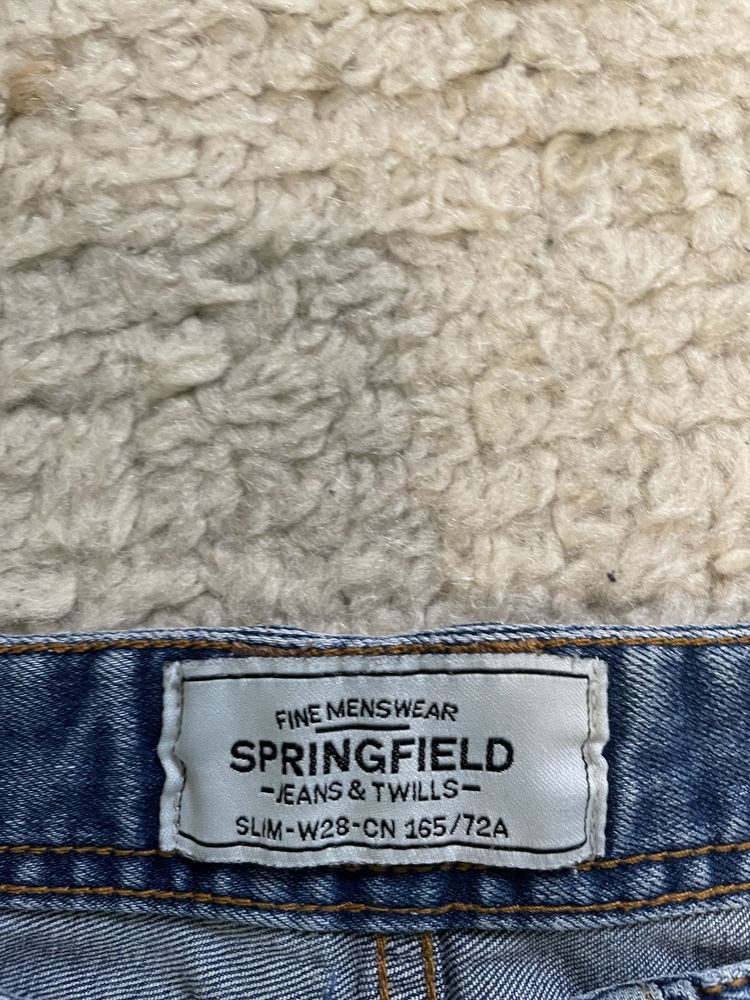 FINE MENSWEAR
SPRINGFIELD
-JEANS & TWILLS-
SLIM-W28-CN 165/72A